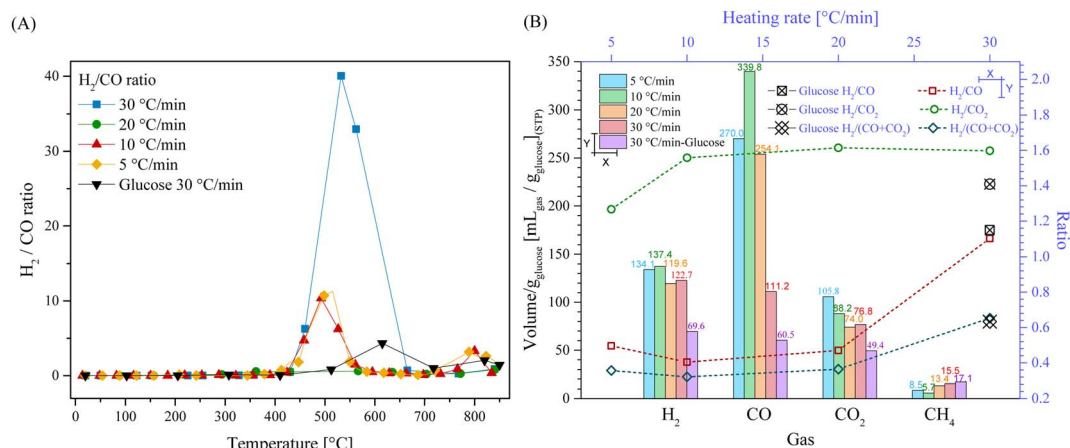 (A)
H₂/CO ratio
30 °C/min
20 °C/min
10 °C/min
5 °C/min
Glucose 30 °C/min
H₂ / CO ratio
40
30
20
10
0
0 100 200 300 400 500 600 700 800
Temperature [°C]
(B)
Heating rate [°C/min]
5 10 15 20 25 30
5 °C/min
10 °C/min
20 °C/min
30 °C/min
30 °C/min-Glucose
Glucose H₂/CO
Glucose H₂/CO₂
Glucose H₂/(CO+CO₂)
H₂/CO
H₂/CO₂
H₂/(CO+CO₂)
X
Y
Y
X
Volume/g_glucose [mL_gas / g_glucose](STP)
350
300
250
200
150
100
50
0
134.1 137.4 119.6 122.7 69.6
270.0 339.8 254.1 111.2 60.5
105.8 88.2 74.0 76.8 49.4
8.5 5.7 13.4 15.5 17.1
2.0
1.8
1.6
1.4
1.2
1.0
0.8
0.6
0.4
0.2
Ratio
H₂ CO CO₂ CH₄
Gas